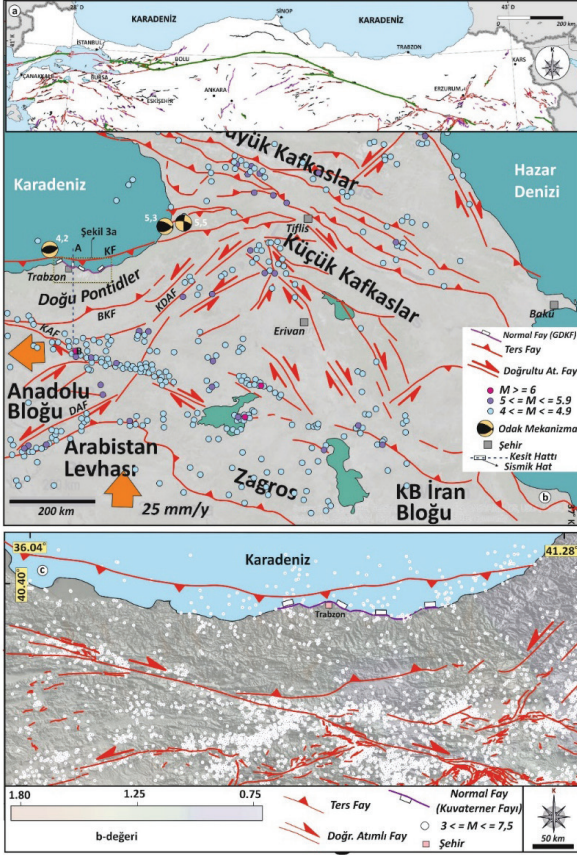 a
KARADENİZ
SİNOP
KARADENİZ
43°D
0
200 km
İSTANBUL
BOLU
TRABZON
KARS
K
ÇANAKKALE
BURSA
ESKİŞEHİR
ANKARA
ERZURUM
Büyük Kafkaslar
Karadeniz
Hazar
Denizi
4,2
Şekil 3a
5,3
5,5
A
KF
Tiflis
Trabzon
Küçük Kafkaslar
Doğu Pontidler
KDAF
BKF
Bakü
KAF
Erivan
B
Anadolu
Bloğu
DAF
Arabistan
Levhası
Zagros
KB İran
Bloğu
200 km
25 mm/y
Normal Fay (GDKF)
Ters Fay
Doğrultu At. Fay
M > = 6
5 < = M < = 5.9
4 < = M < = 4.9
Odak Mekanizma
Şehir
Kesit Hattı
Sismik Hat
b
37° K
36.04°
c
Karadeniz
41.28°
40.40°
Trabzon
1.80
1.25
0.75
b-değeri
Ters Fay
Doğr. Atımlı Fay
Normal Fay
(Kuvaterner Fayı)
3 < = M < = 7,5
Şehir
K
50 km